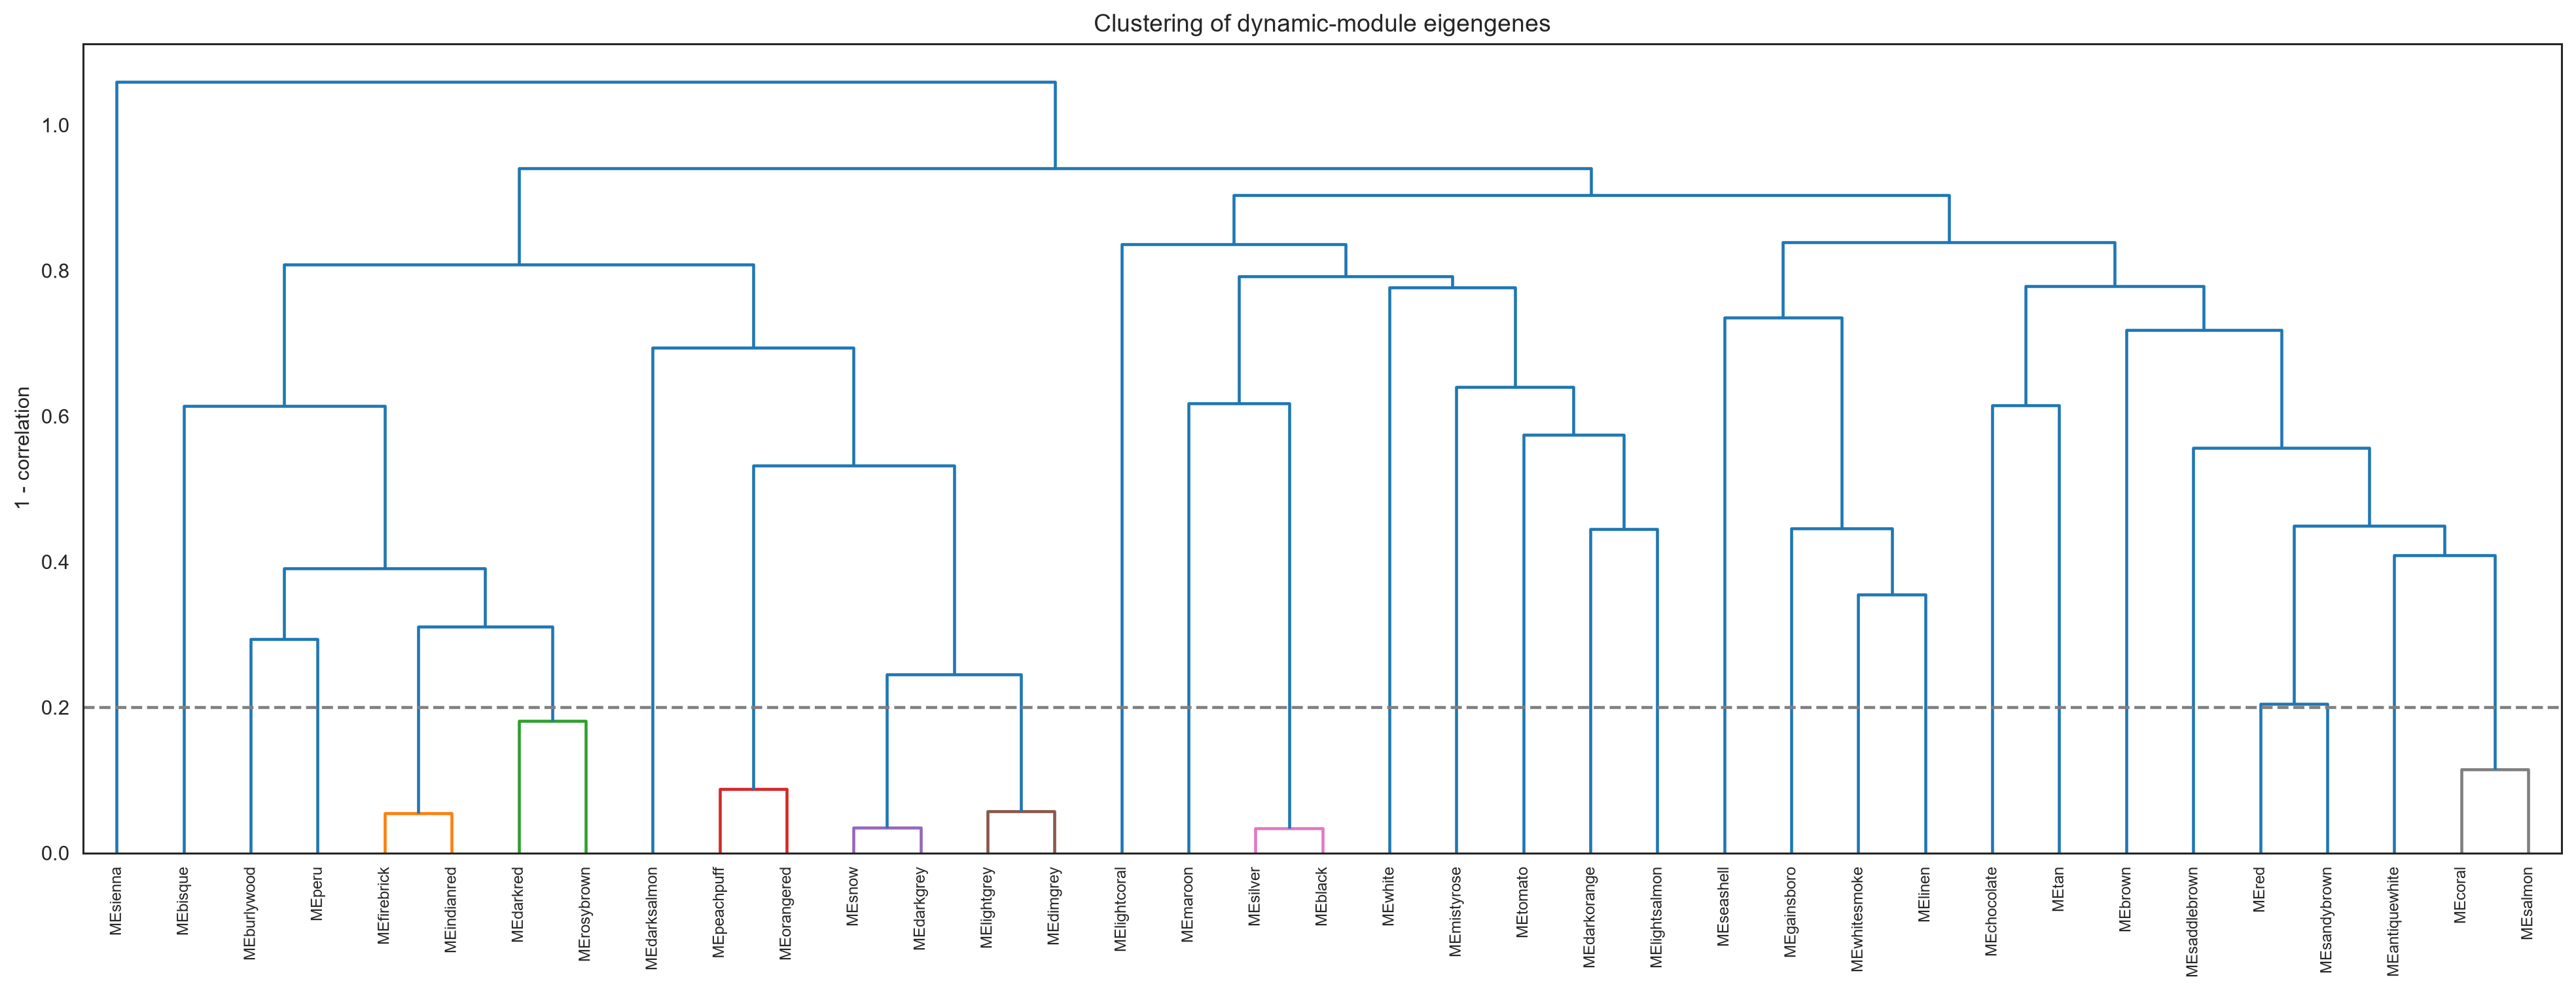 Clustering of dynamic-module eigengenes
1 - correlation
1.0
0.8
0.6
0.4
0.2
0.0
MEsienna
MEbisque
MEburlywood
MEperu
MEfirebrick
MEindianred
MEdarkred
MErosybrown
MEdarksalmon
MEpeachpuff
MEorangered
MEsnow
MEdarkgrey
MElightgrey
MEdimgrey
MElightcoral
MEmaroon
MEsilver
MEblack
MEwhite
MEmistyrose
MEtomato
MEdarkorange
MElightsalmon
MEseashell
MEgainsboro
MEwhitesmoke
MElinen
MEchocolate
MEtan
MEbrown
MEsaddlebrown
MEred
MEsandybrown
MEantiquewhite
MEcoral
MEsalmon